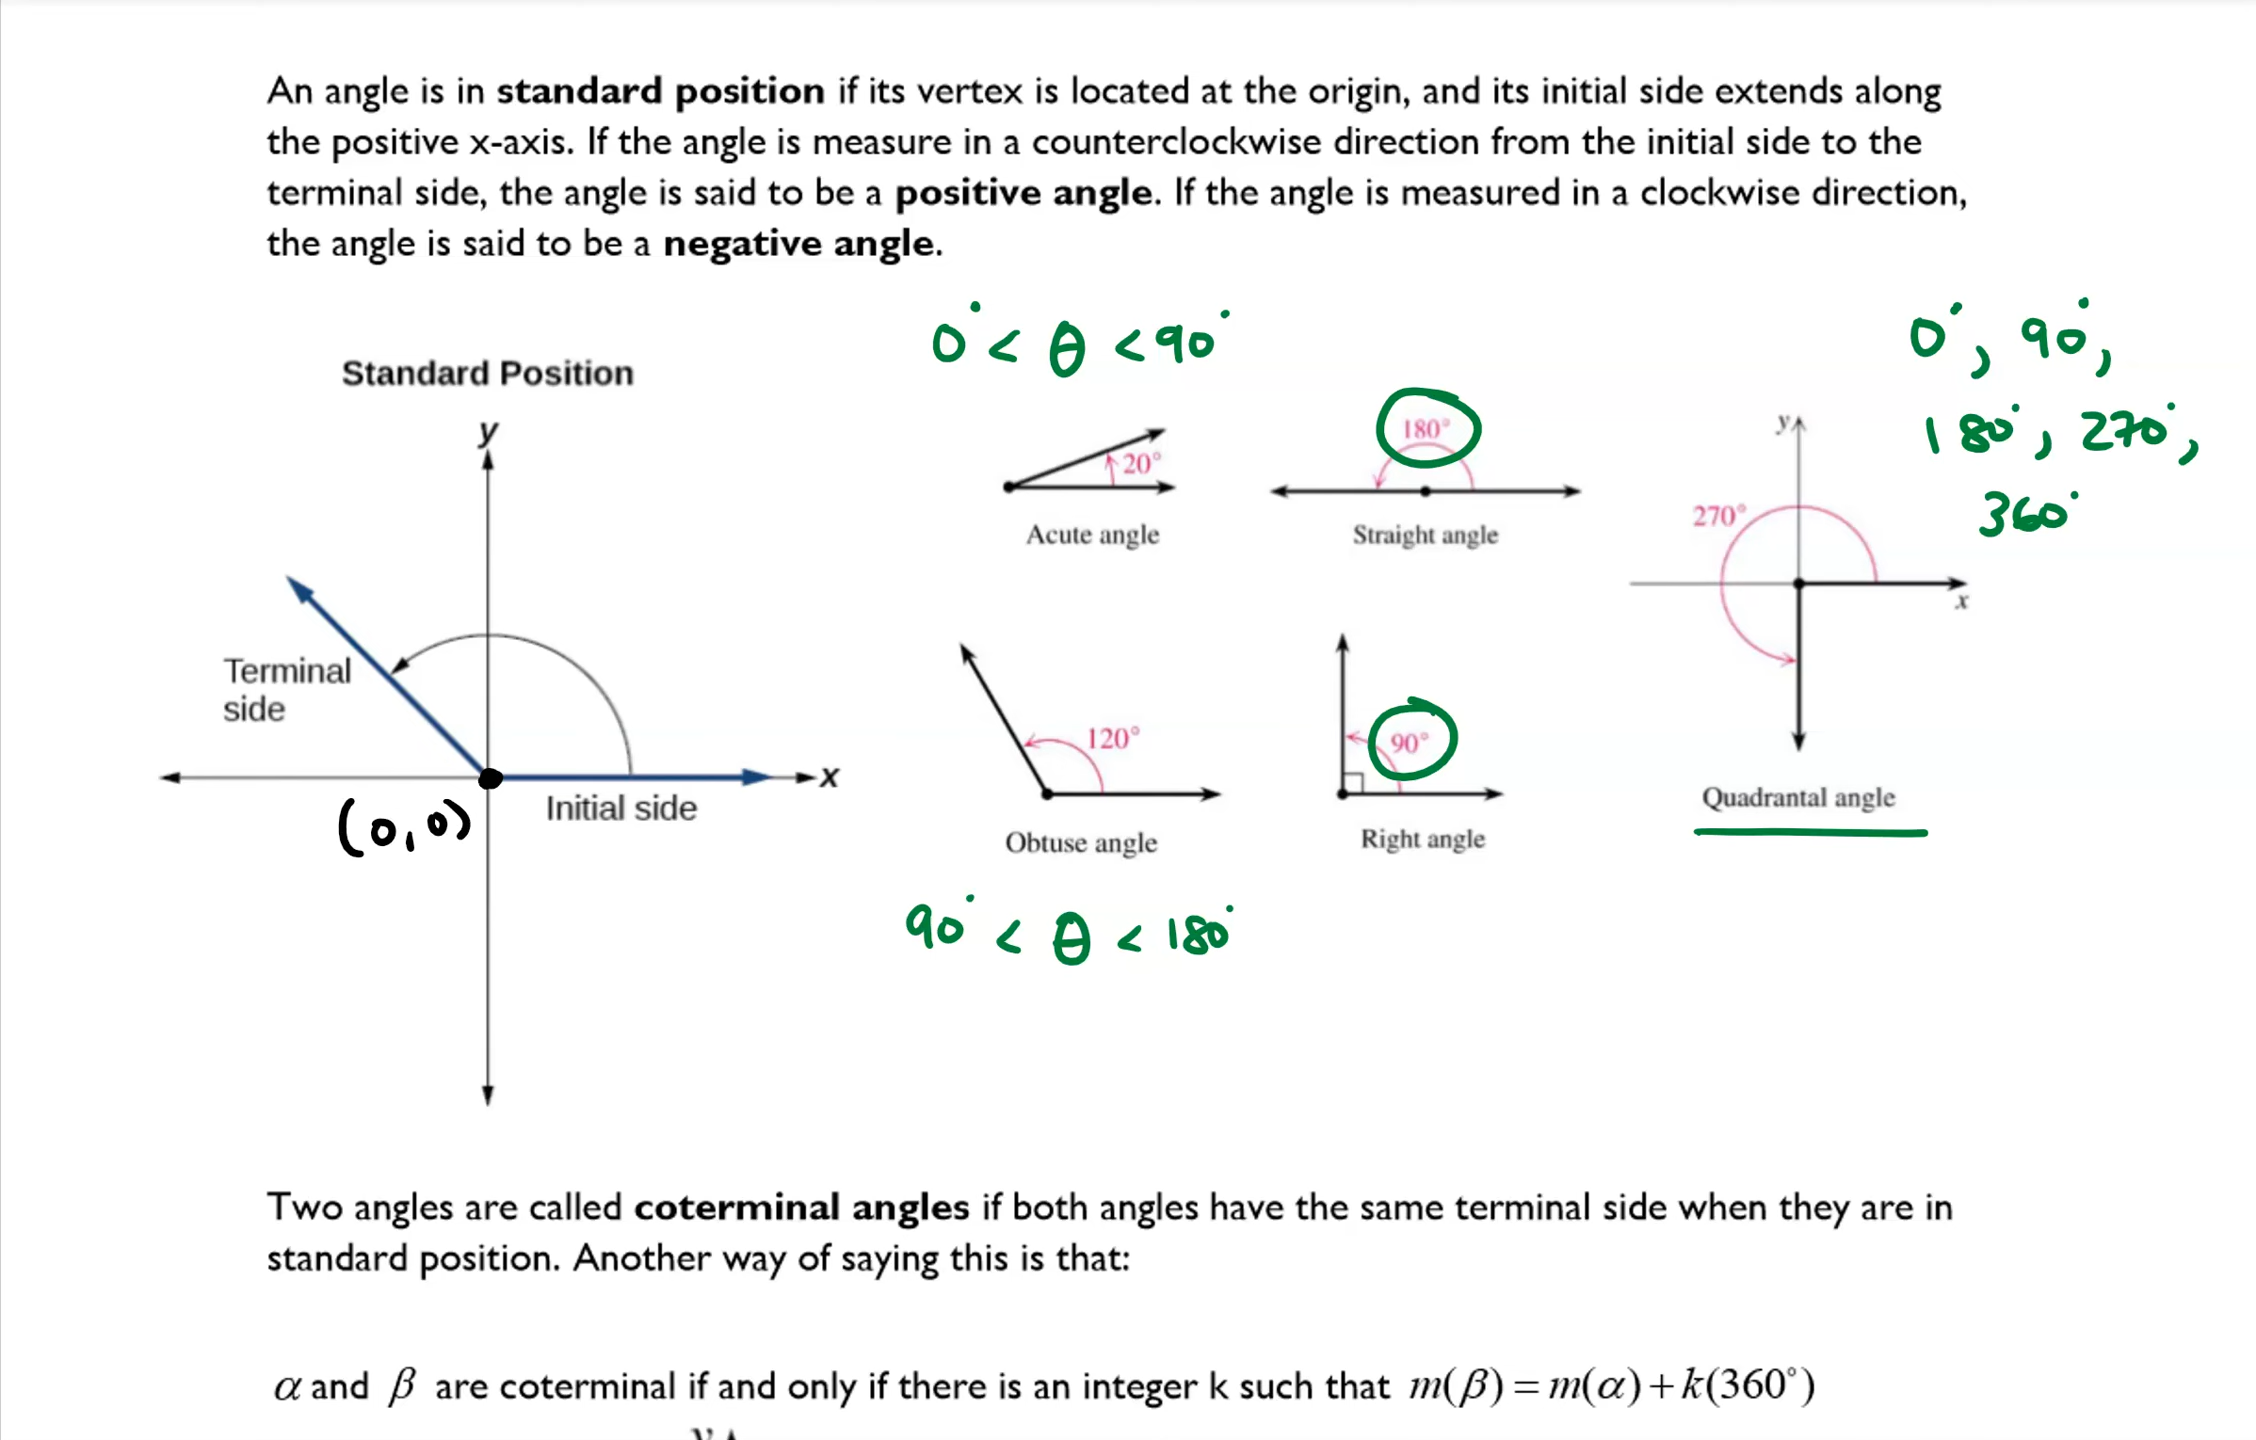 An angle is in standard position if its vertex is located at the origin, and its initial side extends along
the positive x-axis. If the angle is measure in a counterclockwise direction from the initial side to the
terminal side, the angle is said to be a positive angle. If the angle is measured in a clockwise direction,
the angle is said to be a negative angle.
0° < θ < 90°
0°, 90°,
180°, 270°,
360°
Standard Position
y
Terminal
side
x
(0,0)
Initial side
20°
Acute angle
180°
Straight angle
y
270°
x
Quadrantal angle
120°
Obtuse angle
90°
Right angle
90° < θ < 180°
Two angles are called coterminal angles if both angles have the same terminal side when they are in
standard position. Another way of saying this is that:
α and β are coterminal if and only if there is an integer k such that m(β) = m(α) + k(360°)